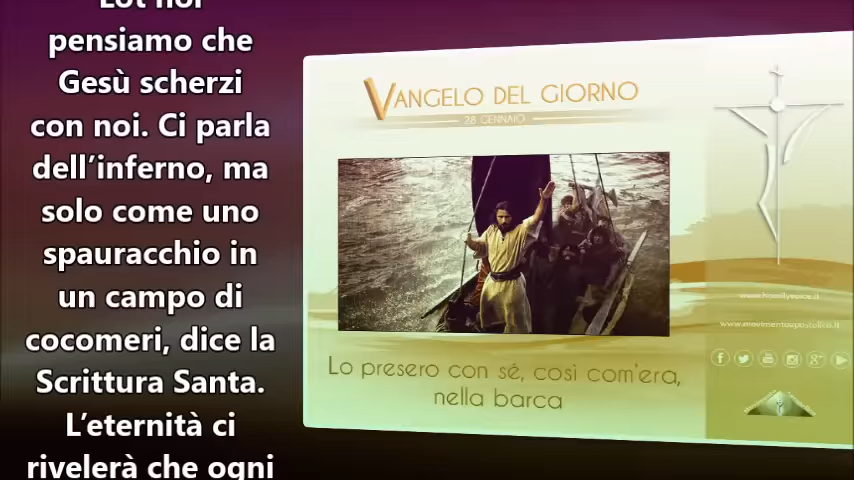 Lot noi
pensiamo che
Gesù scherzi
con noi. Ci parla
dell’inferno, ma
solo come uno
spauracchio in
un campo di
cocomeri, dice la
Scrittura Santa.
L’eternità ci
rivelerà che ogni
VANGELO DEL GIORNO
28 GENNAIO
Lo presero con sé, così com'era,
nella barca
www.homilyvoice.it
www.movimentoapostolico.it